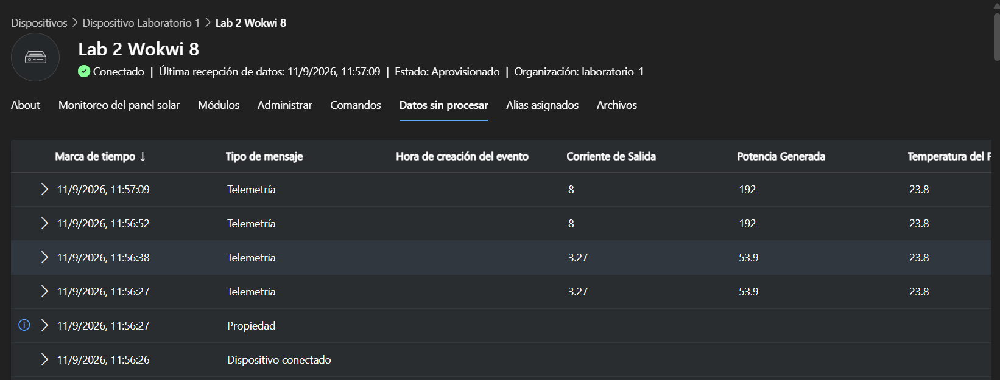 Dispositivos > Dispositivo Laboratorio 1 > Lab 2 Wokwi 8
Lab 2 Wokwi 8
Conectado | Última recepción de datos: 11/9/2026, 11:57:09 | Estado: Aprovisionado | Organización: laboratorio-1
About Monitoreo del panel solar Módulos Administrar Comandos Datos sin procesar Alias asignados Archivos
Marca de tiempo ↓ Tipo de mensaje Hora de creación del evento Corriente de Salida Potencia Generada Temperatura del P
11/9/2026, 11:57:09 Telemetría 8 192 23.8
11/9/2026, 11:56:52 Telemetría 8 192 23.8
11/9/2026, 11:56:38 Telemetría 3.27 53.9 23.8
11/9/2026, 11:56:27 Telemetría 3.27 53.9 23.8
11/9/2026, 11:56:27 Propiedad
11/9/2026, 11:56:26 Dispositivo conectado